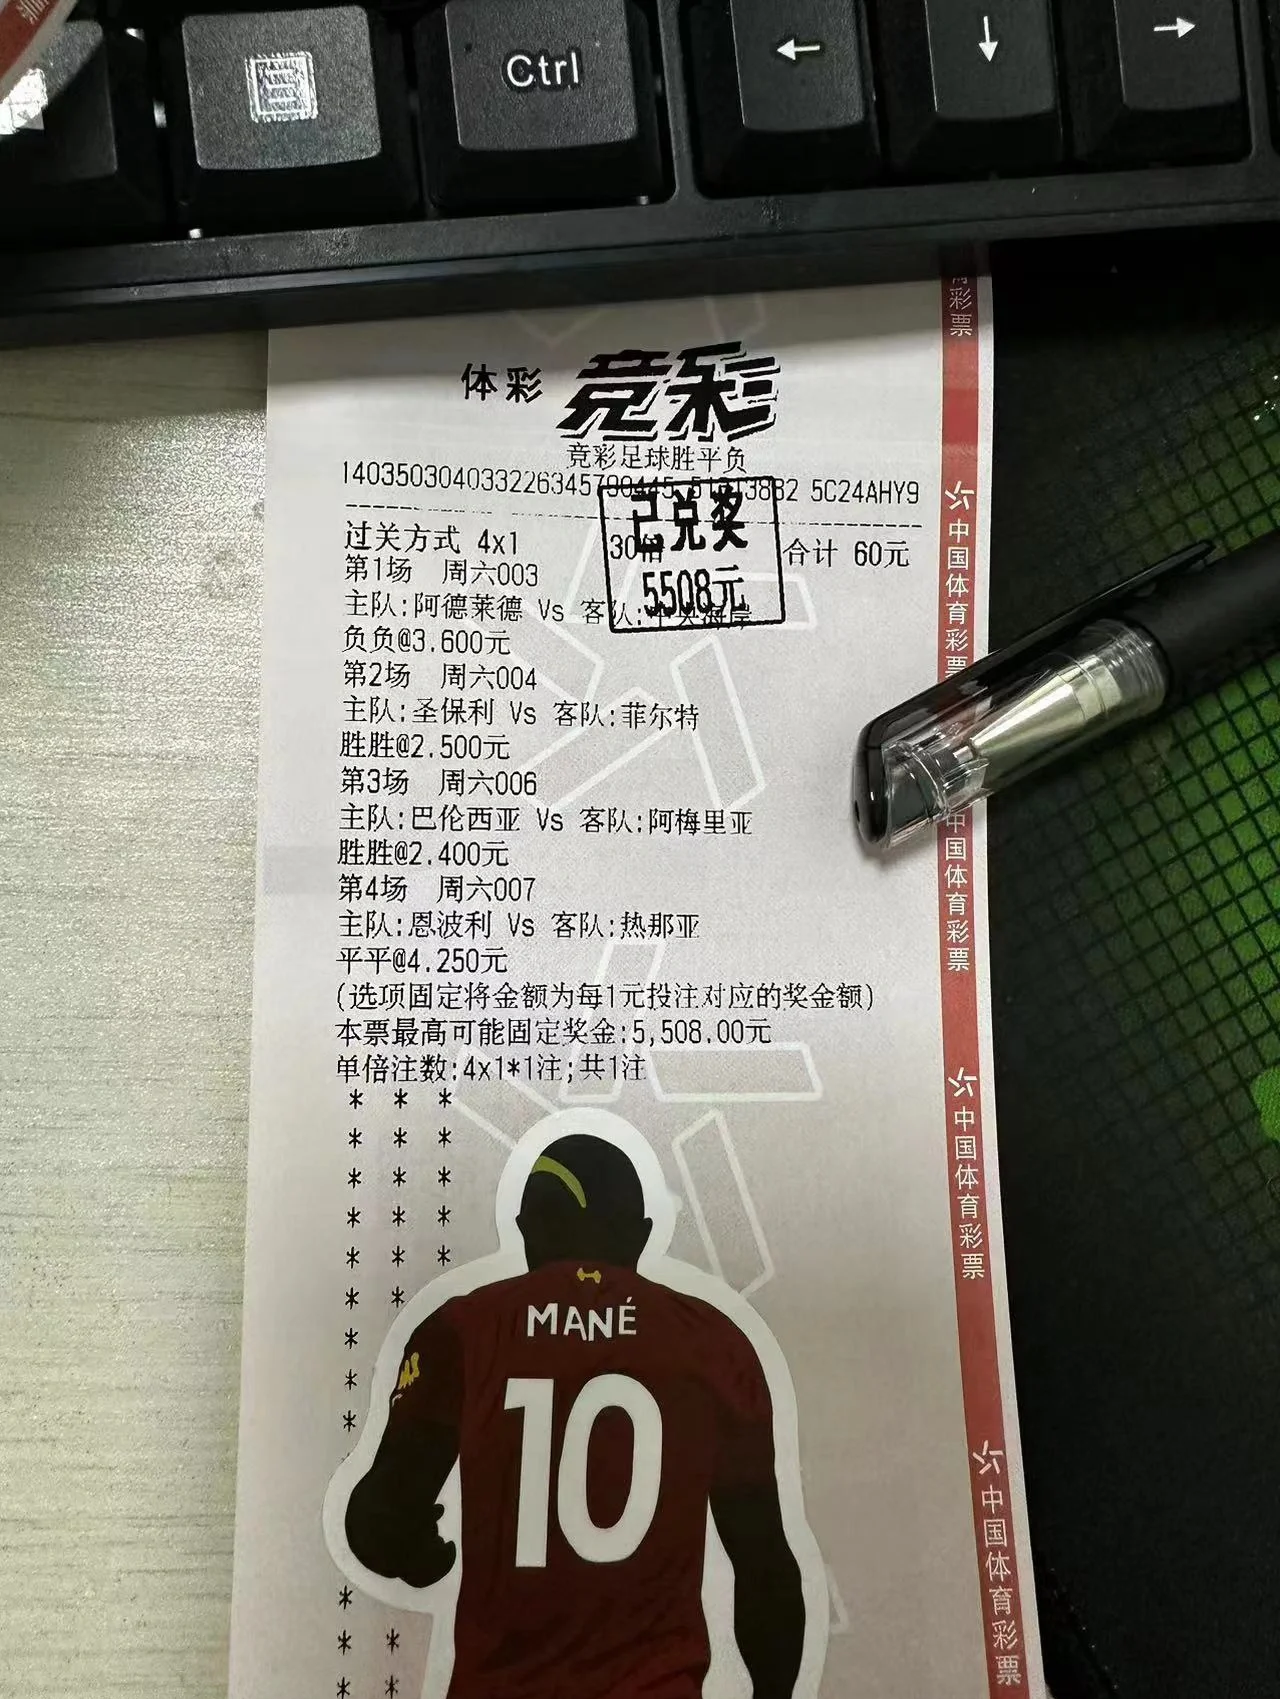 Ctrl
体彩 竞彩
竞彩足球胜平负
5C24AHY9
已兑奖
5508元
过关方式 4x1 30倍 合计 60元
第1场 周六003
主队:阿德莱德 Vs 客队:中央海岸
负负@3.600元
第2场 周六004
主队:圣保利 Vs 客队:菲尔特
胜胜@2.500元
第3场 周六006
主队:巴伦西亚 Vs 客队:阿梅里亚
胜胜@2.400元
第4场 周六007
主队:恩波利 Vs 客队:热那亚
平平@4.250元
(选项固定奖金额为每1元投注对应的奖金额)
本票最高可能固定奖金:5,508.00元
单倍注数:4x1*1注;共1注
MANÉ
10
中国体育彩票
中国体育彩票
中国体育彩票
中国体育彩票